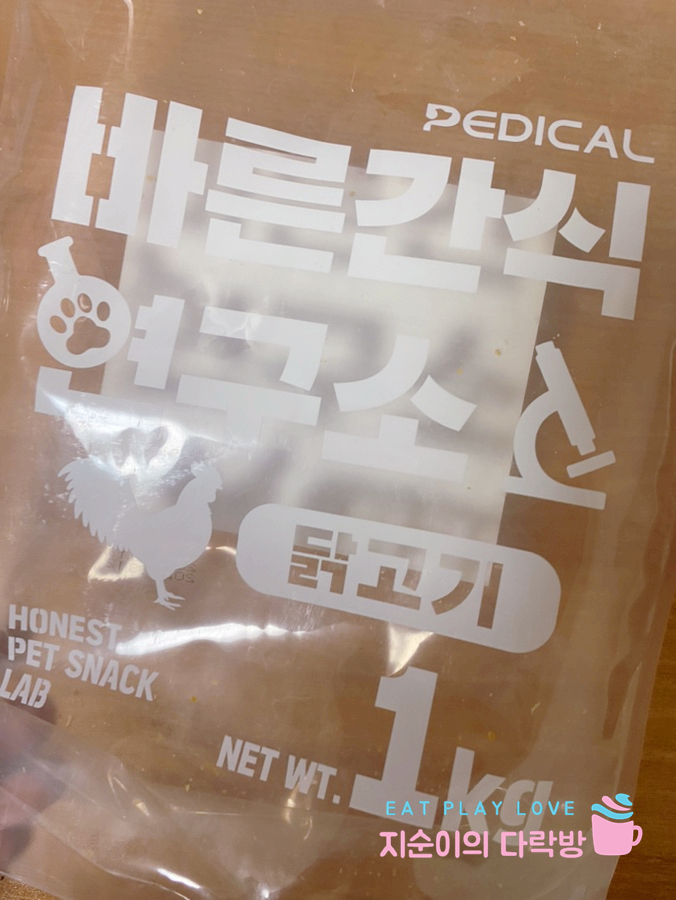 PEDICAL
바른간식
연구소
닭고기
HONEST
PET SNACK
LAB
NET WT. 1kg
EAT PLAY LOVE
지순이의 다락방